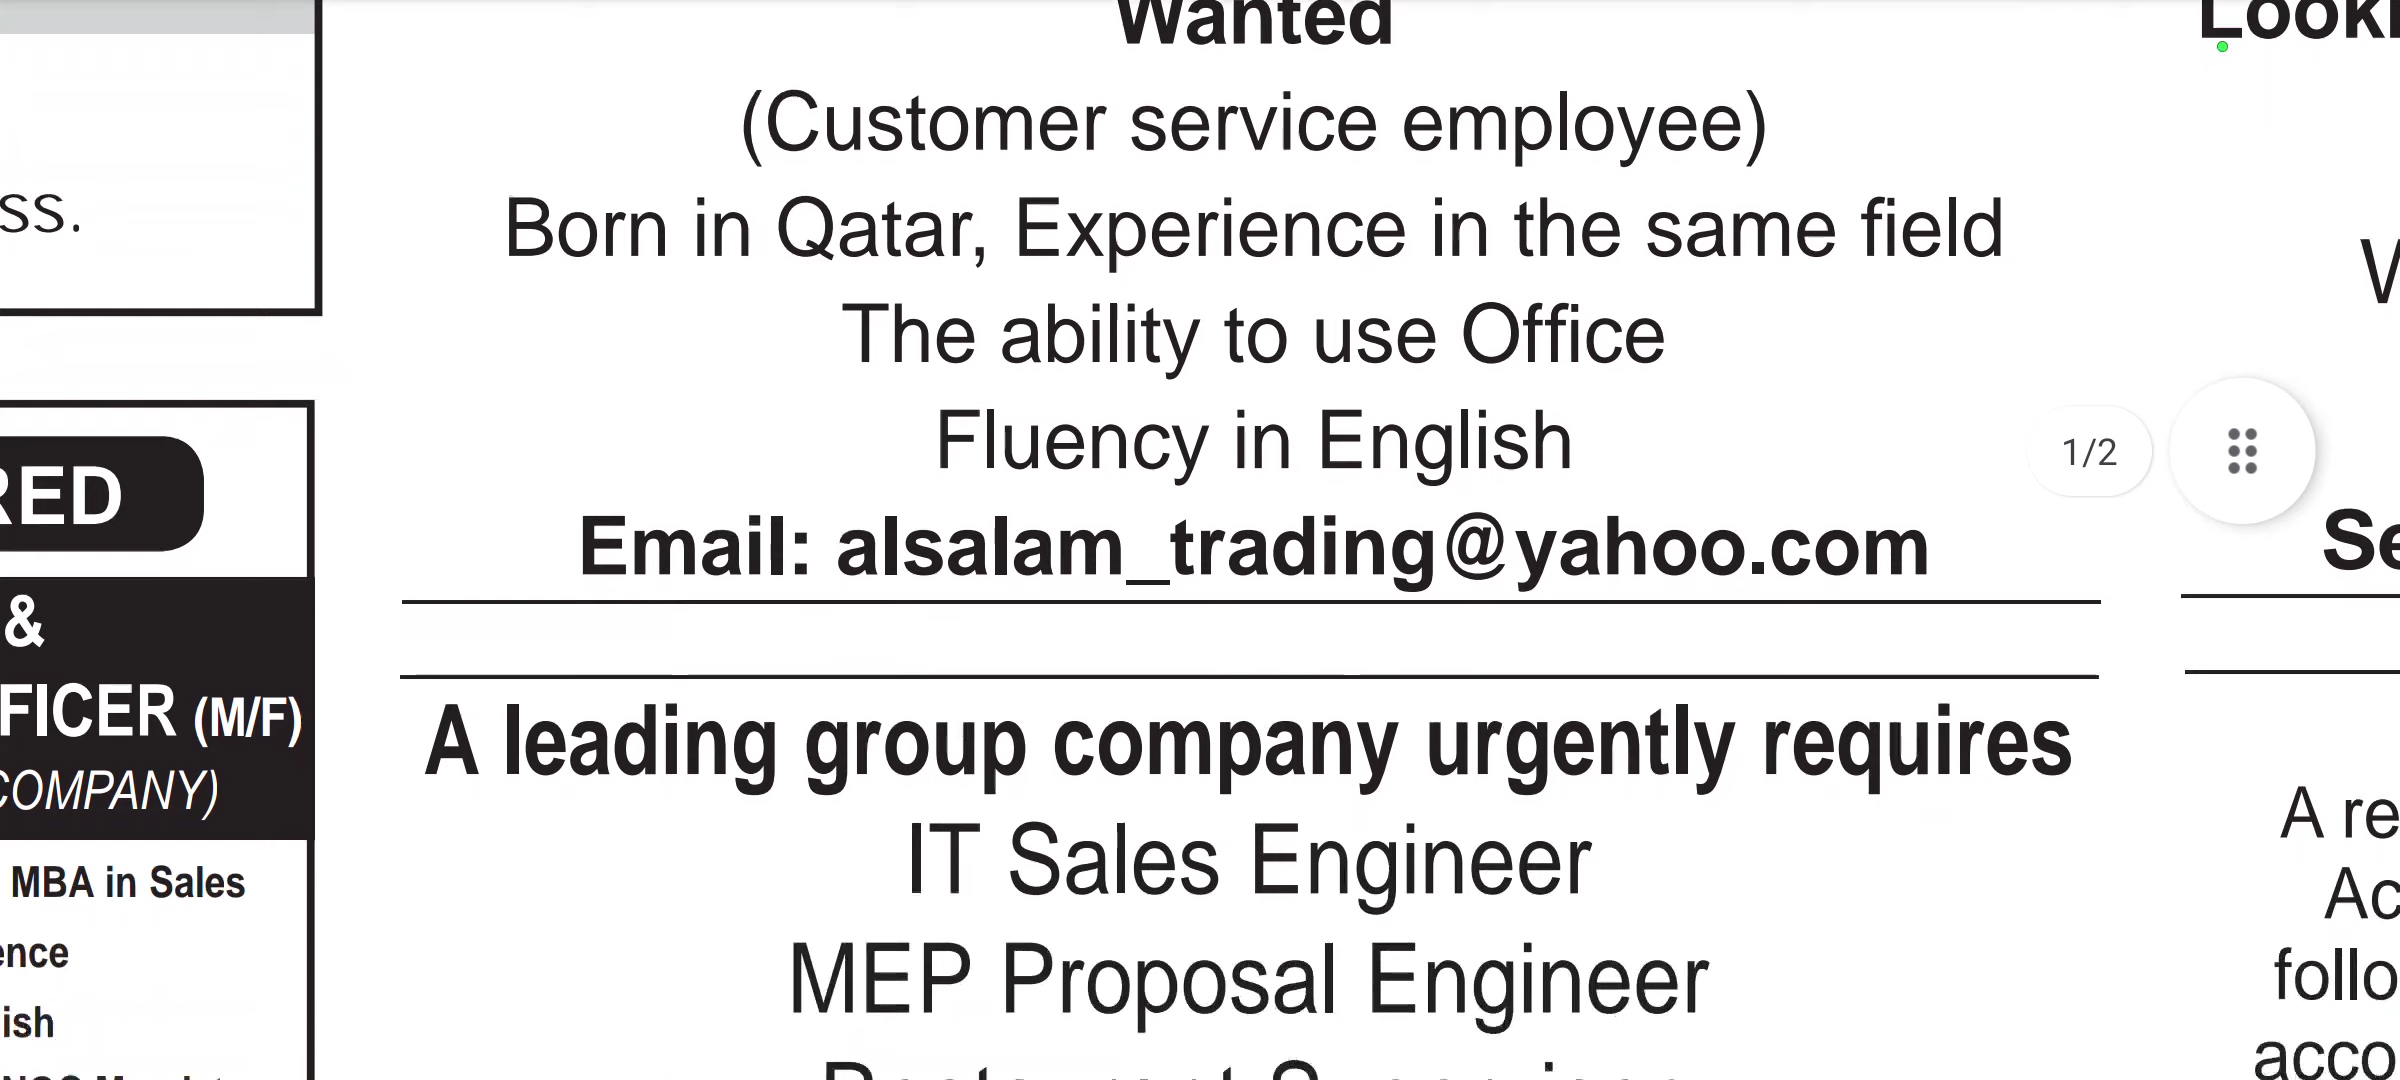 ss.
RED
&
FICER (M/F)
COMPANY)
MBA in Sales
ence
ish
Wanted
(Customer service employee)
Born in Qatar, Experience in the same field
The ability to use Office
Fluency in English
Email: alsalam_trading@yahoo.com
A leading group company urgently requires
IT Sales Engineer
MEP Proposal Engineer
Looki
W
1/2
Se
A re
Ac
follo
acco